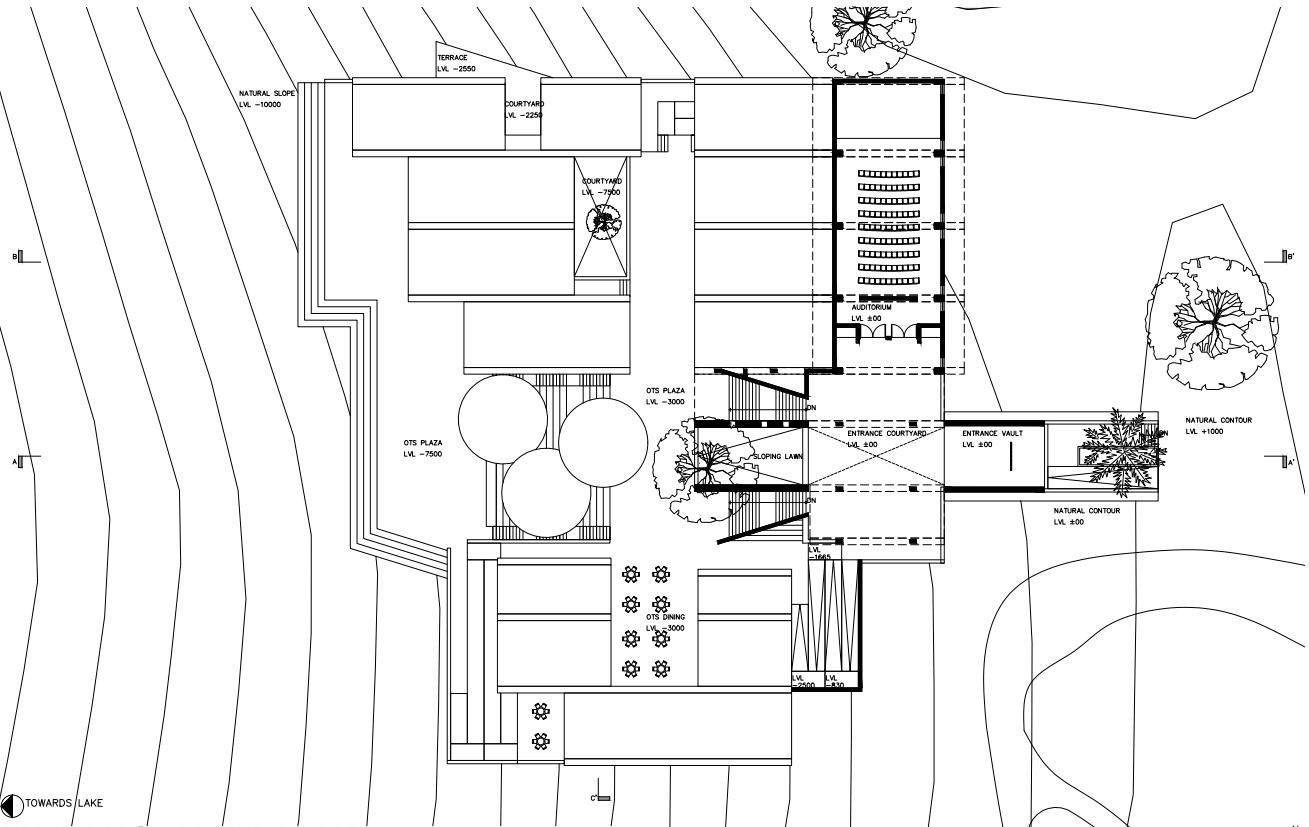 TERRACE
LVL -2550
NATURAL SLOPE
LVL -10000
COURTYARD
LVL -2250
COURTYARD
LVL -7500
B
B'
AUDITORIUM
LVL ±00
OTS PLAZA
LVL -3000
DN
NATURAL CONTOUR
LVL +1000
OTS PLAZA
LVL -7500
ENTRANCE COURTYARD
LVL ±00
ENTRANCE VAULT
LVL ±00
SLOPING LAWN
A
A'
DN
NATURAL CONTOUR
LVL ±00
LVL
-1665
OTS DINING
LVL -3000
LVL
-2500
LVL
-830
C'
TOWARDS LAKE